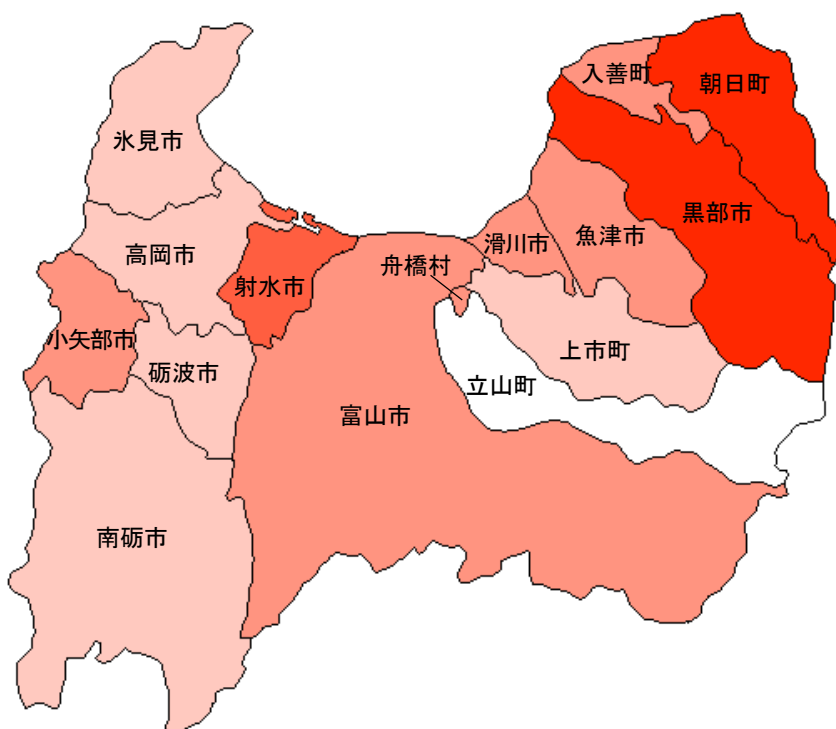 入善町
朝日町
氷見市
黒部市
魚津市
滑川市
高岡市
舟橋村
射水市
小矢部市
上市町
砺波市
立山町
富山市
南砺市